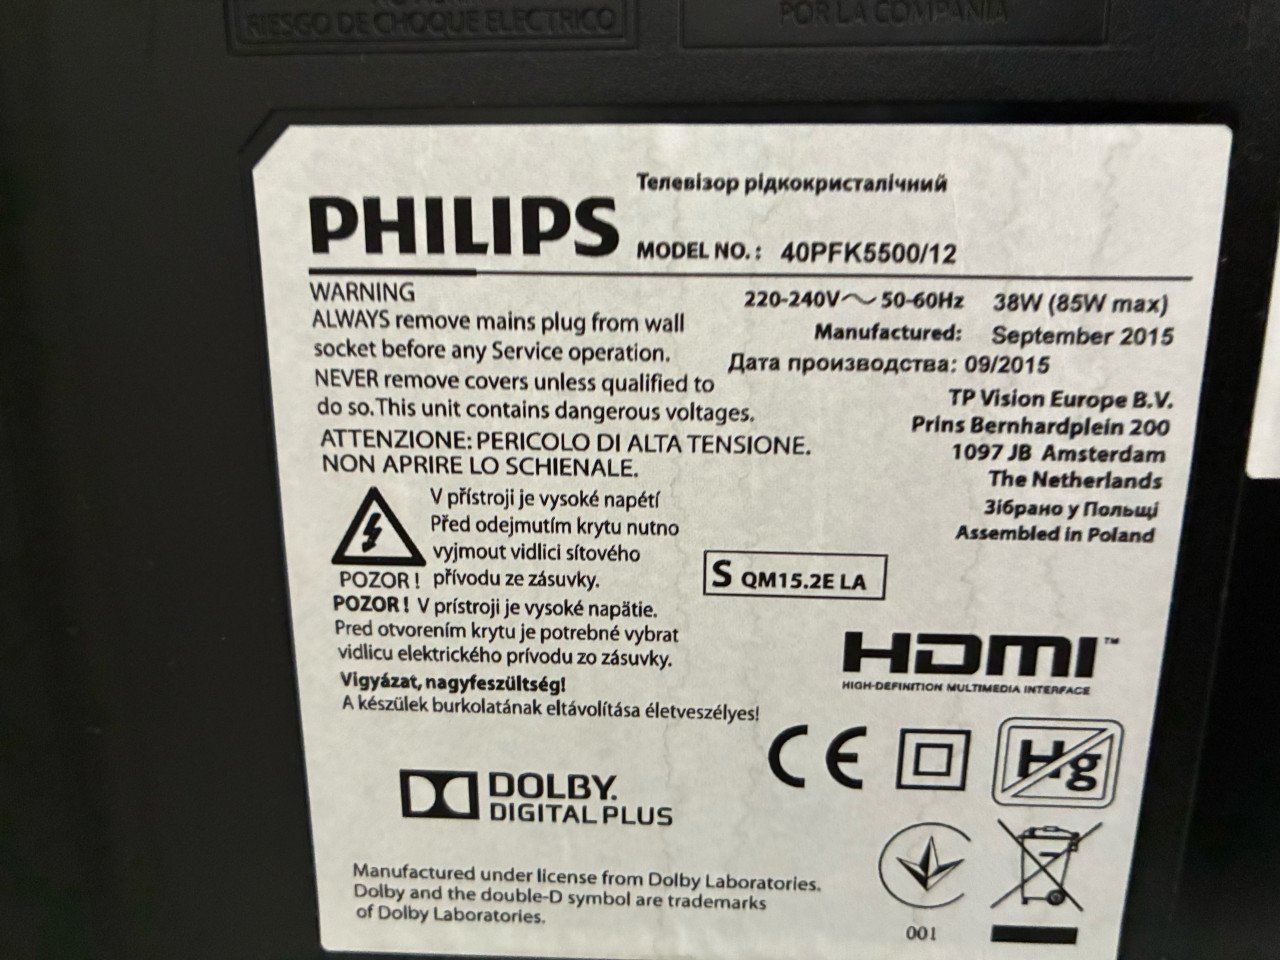 RIESGO DE CHOQUE ELECTRICO
POR LA COMPAÑIA
Телевізор рідкокристалічний
PHILIPS
MODEL NO.: 40PFK5500/12
WARNING
ALWAYS remove mains plug from wall
socket before any Service operation.
NEVER remove covers unless qualified to
do so.This unit contains dangerous voltages.
ATTENZIONE: PERICOLO DI ALTA TENSIONE.
NON APRIRE LO SCHIENALE.
220-240V~50-60Hz 38W (85W max)
Manufactured: September 2015
Дата производства: 09/2015
TP Vision Europe B.V.
Prins Bernhardplein 200
1097 JB Amsterdam
The Netherlands
Зібрано у Польщі
Assembled in Poland
V přístroji je vysoké napětí
Před odejmutím krytu nutno
vyjmout vidlici síťového
POZOR! přívodu ze zásuvky.
POZOR! V prístroji je vysoké napätie.
Pred otvorením krytu je potrebné vybrat
vidlicu elektrického prívodu zo zásuvky.
Vigyázat, nagyfeszültség!
A készülek burkolatának eltávolítása életveszélyes!
S QM15.2E LA
HDMI™
HIGH-DEFINITION MULTIMEDIA INTERFACE
CE
Hg
DOLBY.
DIGITAL PLUS
Manufactured under license from Dolby Laboratories.
Dolby and the double-D symbol are trademarks
of Dolby Laboratories.
001